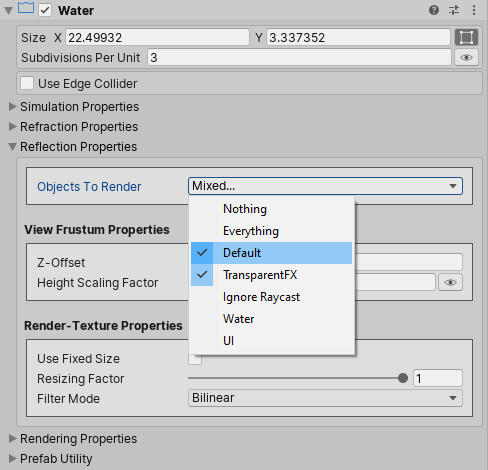 Water
Size X 22.49932 Y 3.337352
Subdivisions Per Unit 3
Use Edge Collider
Simulation Properties
Refraction Properties
Reflection Properties
Objects To Render Mixed...
Nothing
Everything
Default
TransparentFX
Ignore Raycast
Water
UI
View Frustum Properties
Z-Offset
Height Scaling Factor
Render-Texture Properties
Use Fixed Size
Resizing Factor 1
Filter Mode Bilinear
Rendering Properties
Prefab Utility